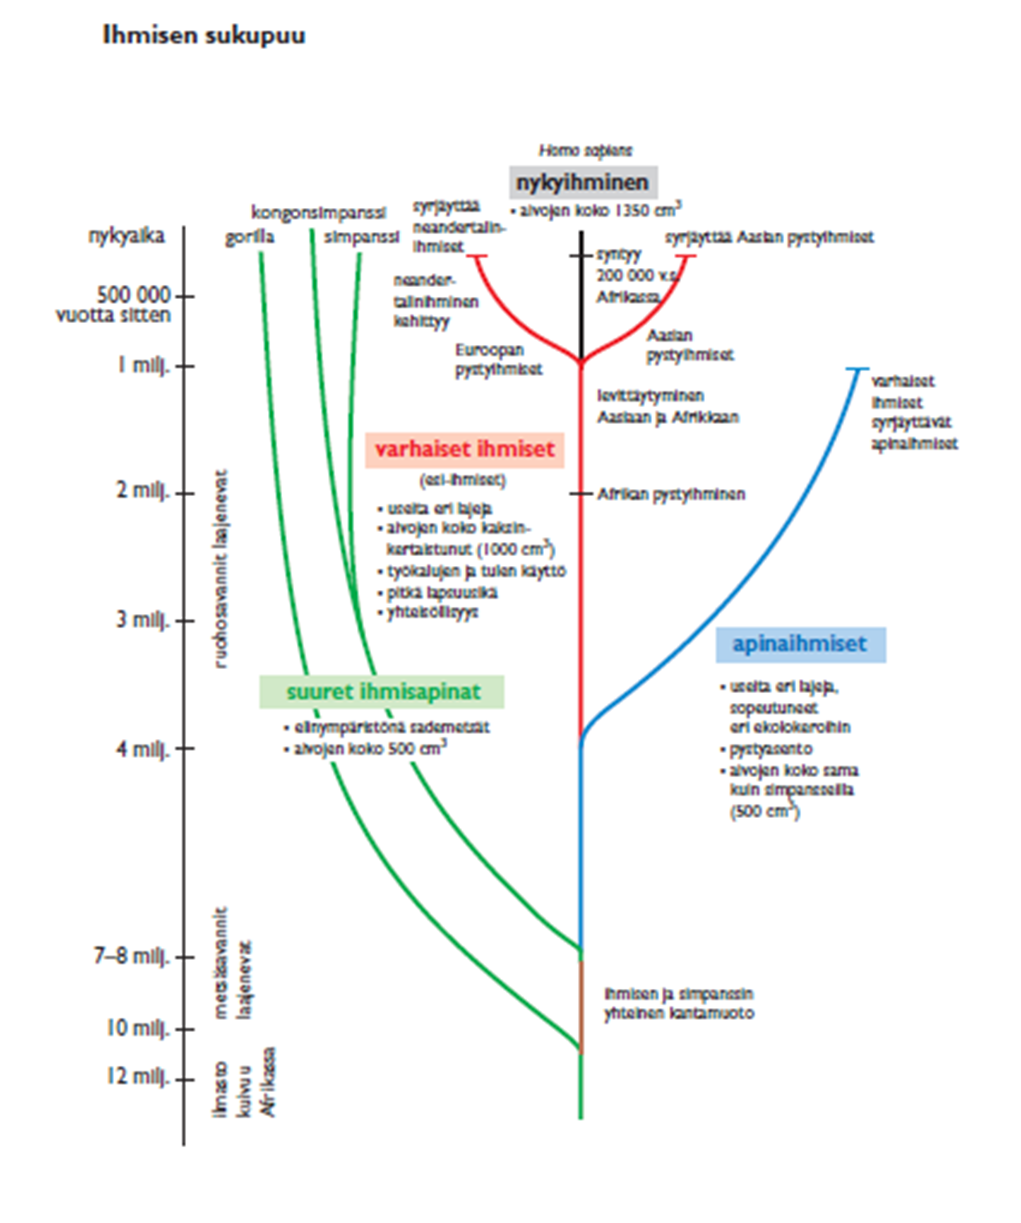 Ihmisen sukupuu
Homo sapiens
nykyihminen
• aivojen koko 1350 cm³
nykyaika
500 000
vuotta sitten
1 milj.
2 milj.
3 milj.
4 milj.
7–8 milj.
10 milj.
12 milj.
ruohosavannit laajenevat
metsäsavannit
laajenevat
ilmasto
kuivuu
Afrikassa
kongonsimpanssi
gorilla
simpanssi
syrjäyttää
neandertalin-
ihmiset
neander-
talinihminen
kehittyy
Euroopan
pystyihmiset
syntyy
200 000 v.s.
Afrikassa
syrjäyttää Aasian pystyihmiset
Aasian
pystyihmiset
levittäytyminen
Aasiaan ja Afrikkaan
Afrikan pystyihminen
varhaiset
ihmiset
syrjäyttävät
apinaihmiset
varhaiset ihmiset
(esi-ihmiset)
• useita eri lajeja
• aivojen koko kaksin-
kertaistunut (1000 cm³)
• työkalujen ja tulen käyttö
• pitkä lapsuusikä
• yhteisöllisyys
apinaihmiset
• useita eri lajeja,
sopeutuneet
eri ekolokeroihin
• pystyasento
• aivojen koko sama
kuin simpansseilla
(500 cm³)
suuret ihmisapinat
• elinympäristönä sademetsät
• aivojen koko 500 cm³
Ihmisen ja simpanssin
yhteinen kantamuoto